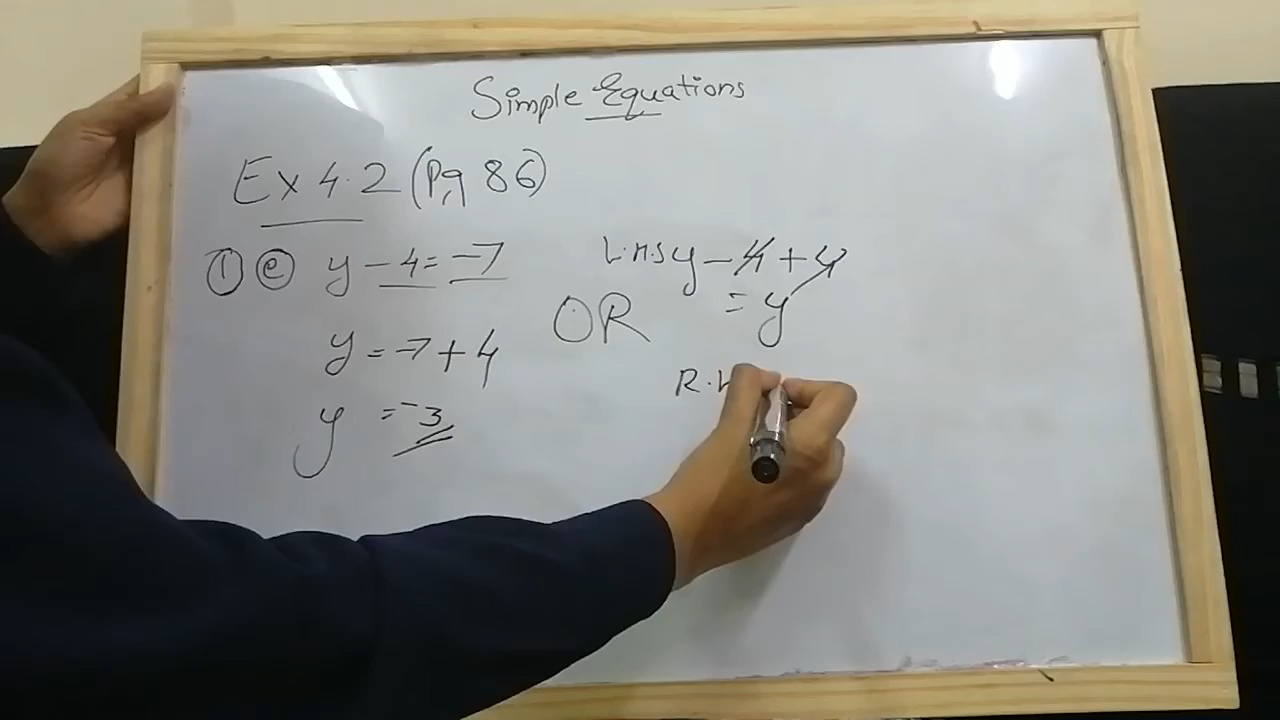 Simple Equations
Ex 4.2 (Pg 86)
① ⓔ y - 4 = -7
y = -7 + 4
y = -3
OR
L.H.S y - 4 + 4
= y
R.H